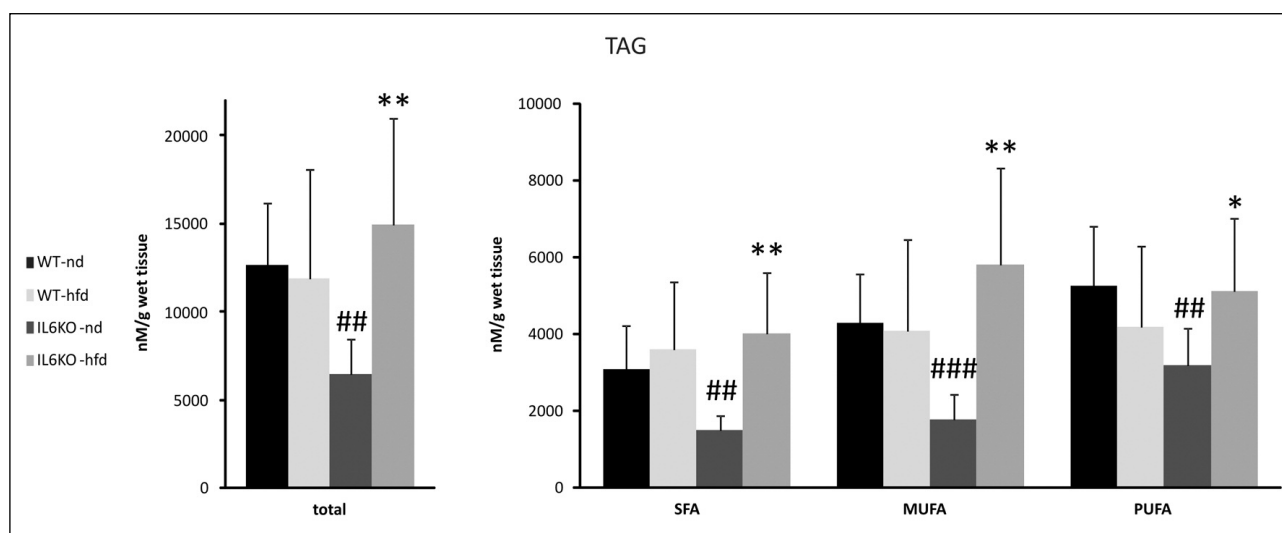 TAG
WT-nd
WT-hfd
IL6KO -nd
IL6KO -hfd
nM/g wet tissue
20000
15000
10000
5000
0
**
##
total
nM/g wet tissue
10000
8000
6000
4000
2000
0
##
**
###
**
##
*
SFA
MUFA
PUFA